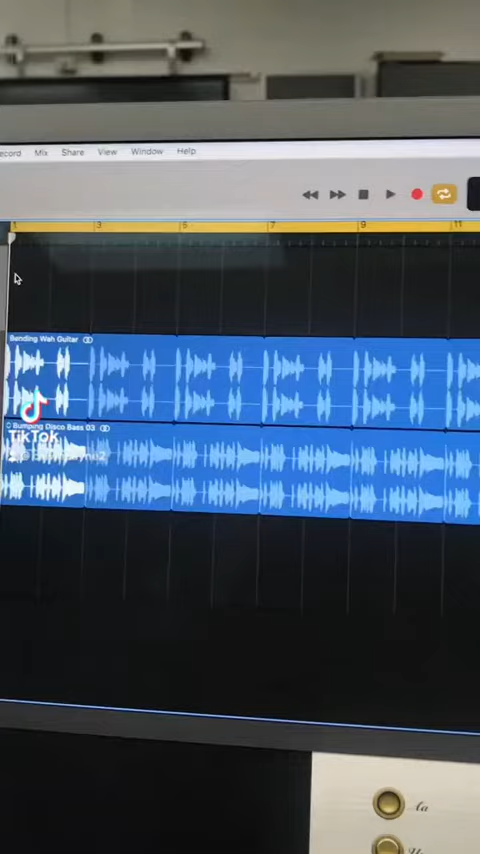 ecord Mix Share View Window Help
1 3 5 7 9 11
Bending Wah Guitar
Bumping Disco Bass 03
TikTok